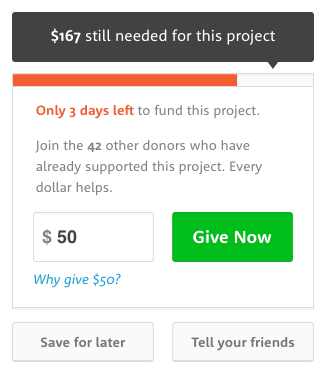 $167 still needed for this project
Only 3 days left to fund this project.
Join the 42 other donors who have
already supported this project. Every
dollar helps.
$ 50
Give Now
Why give $50?
Save for later
Tell your friends